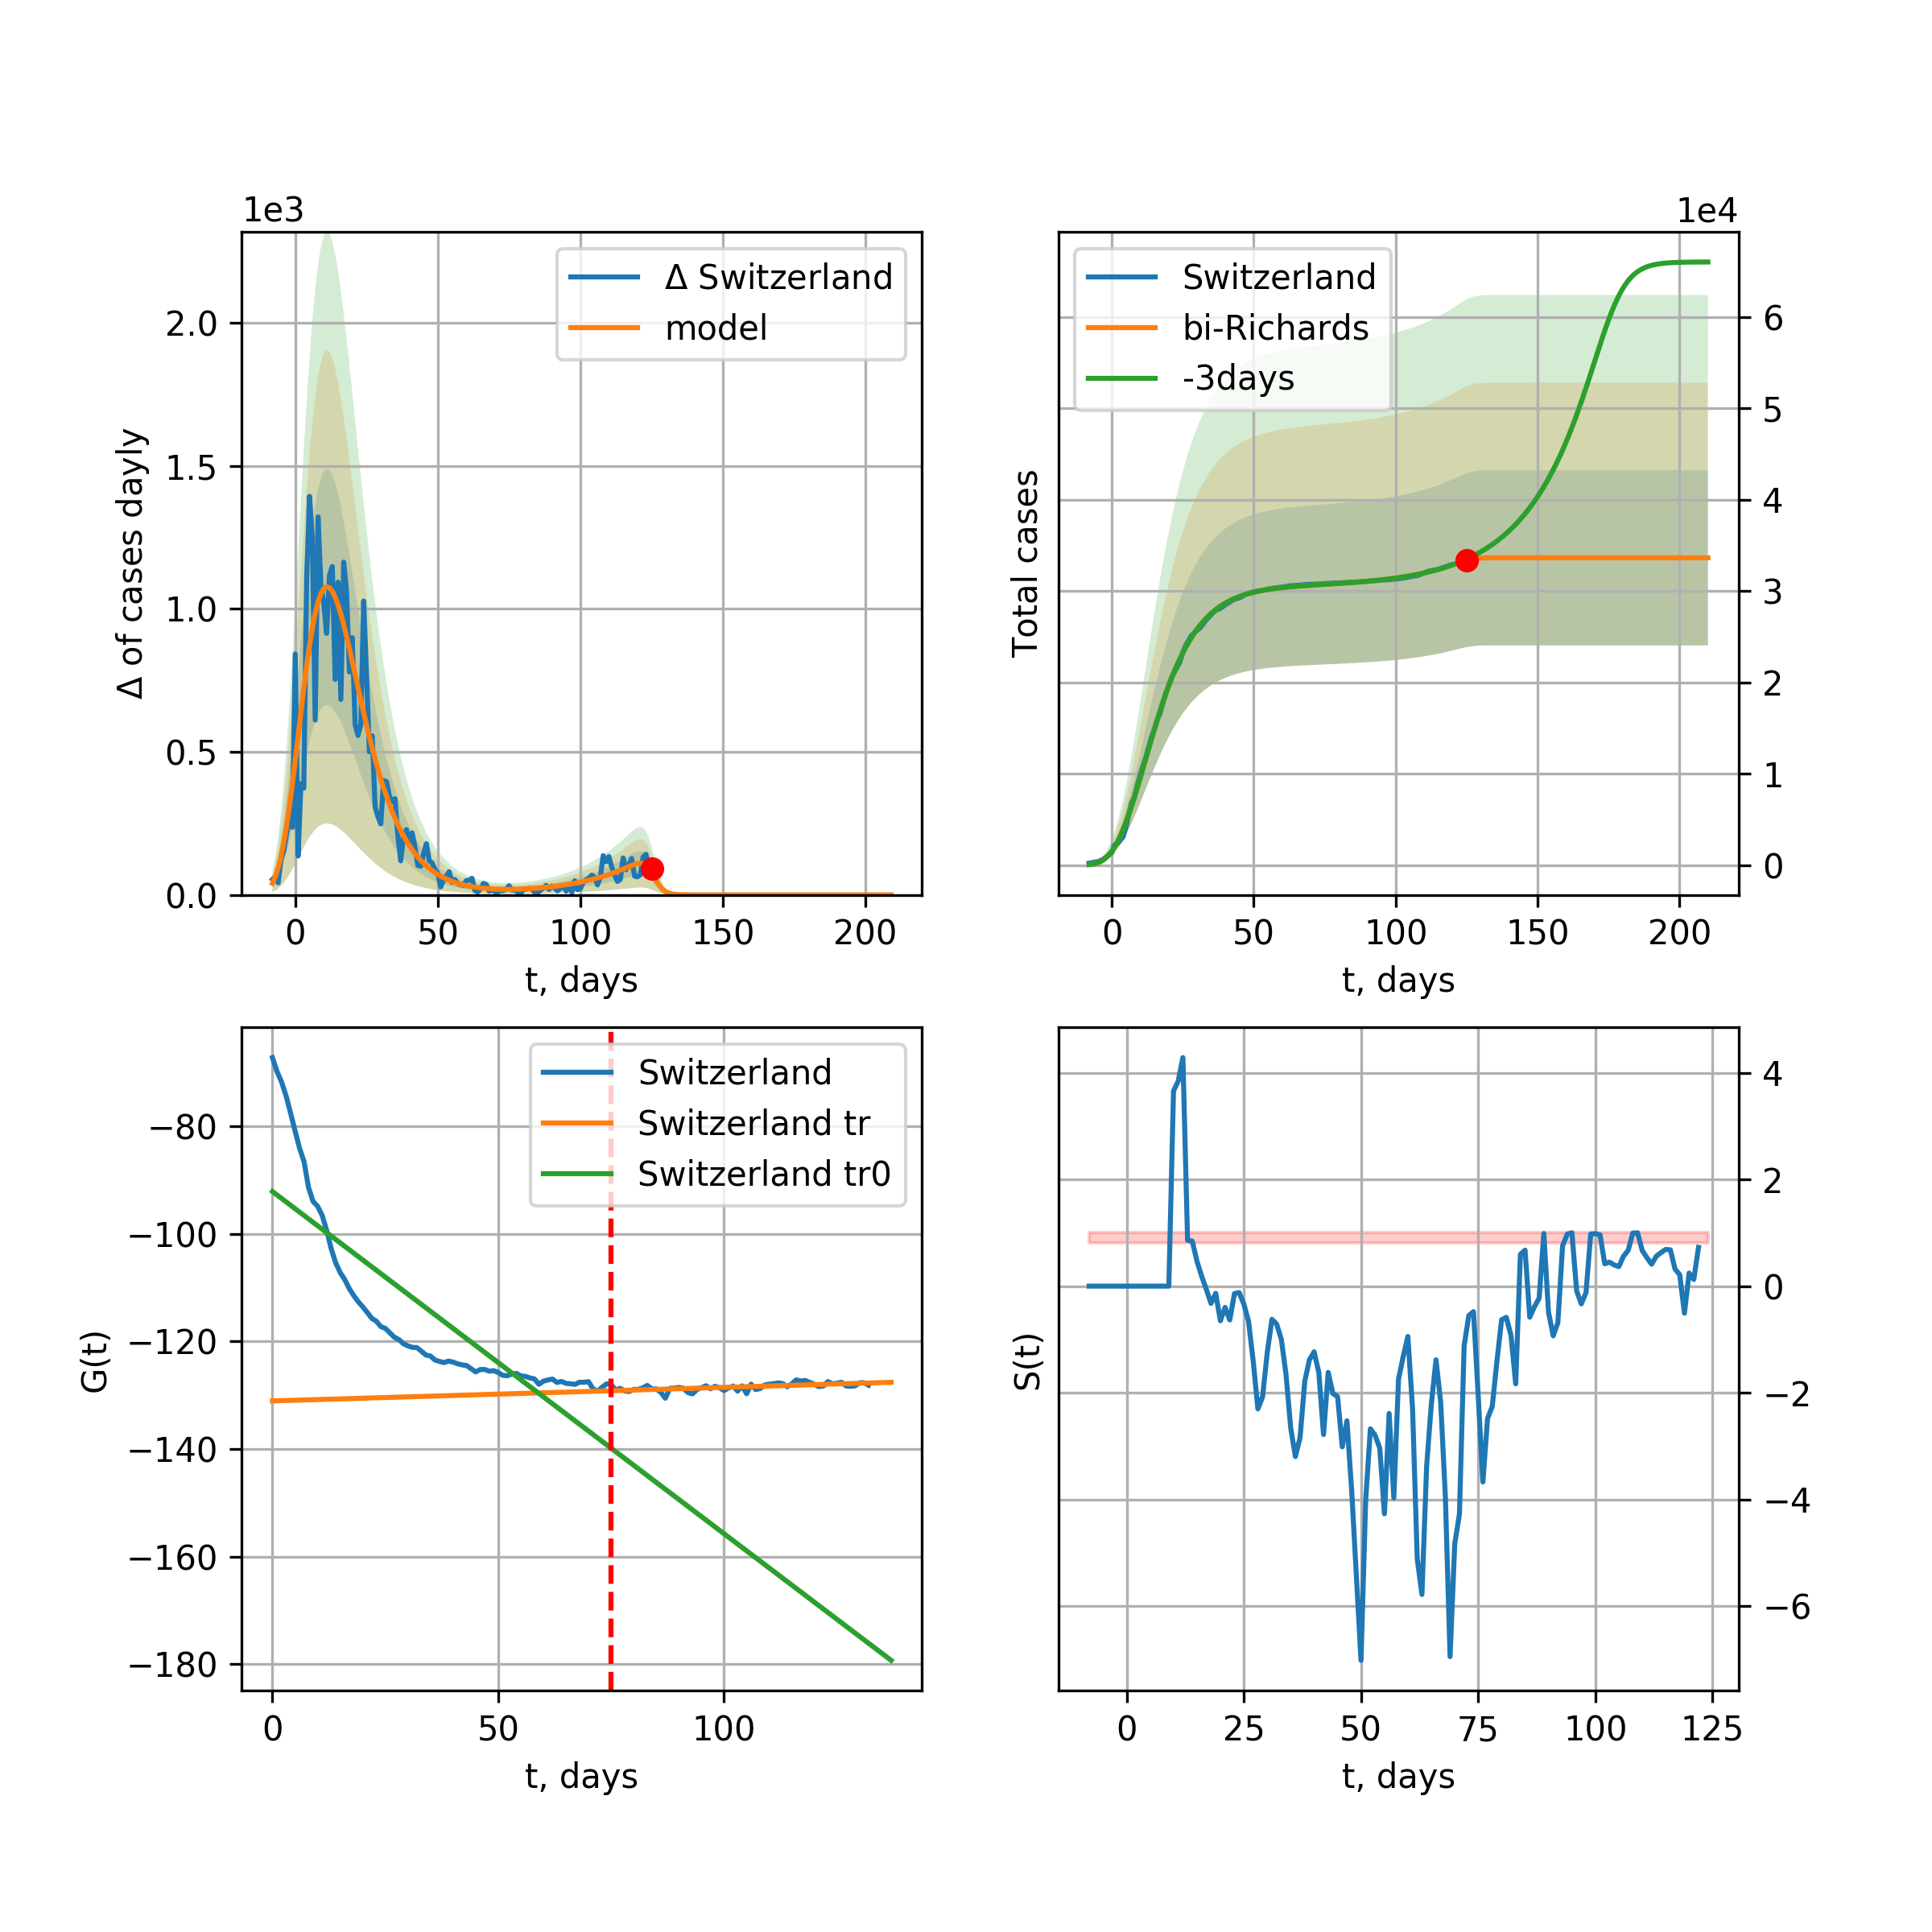 1e3
Δ Switzerland
model
2.0
1.5
1.0
0.5
0.0
Δ of cases dayly
0 50 100 150 200
t, days
1e4
Switzerland
bi-Richards
-3days
6
5
4
3
2
1
0
Total cases
0 50 100 150 200
t, days
Switzerland
Switzerland tr
Switzerland tr0
−80
−100
−120
−140
−160
−180
G(t)
0 50 100
t, days
4
2
0
−2
−4
−6
S(t)
0 25 50 75 100 125
t, days